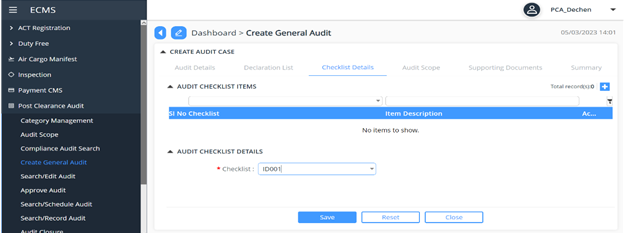 ECMS
PCA_Dechen
ACT Registration
Duty Free
Air Cargo Manifest
Inspection
Payment CMS
Post Clearance Audit
Category Management
Audit Scope
Compliance Audit Search
Create General Audit
Search/Edit Audit
Approve Audit
Search/Schedule Audit
Search/Record Audit
Audit Closure
Dashboard > Create General Audit
05/03/2023 14:01
CREATE AUDIT CASE
Audit Details Declaration List Checklist Details Audit Scope Supporting Documents Summary
AUDIT CHECKLIST ITEMS
Total record(s):0
Sl No Checklist Item Description Ac...
No items to show.
AUDIT CHECKLIST DETAILS
* Checklist : ID001
Save Reset Close